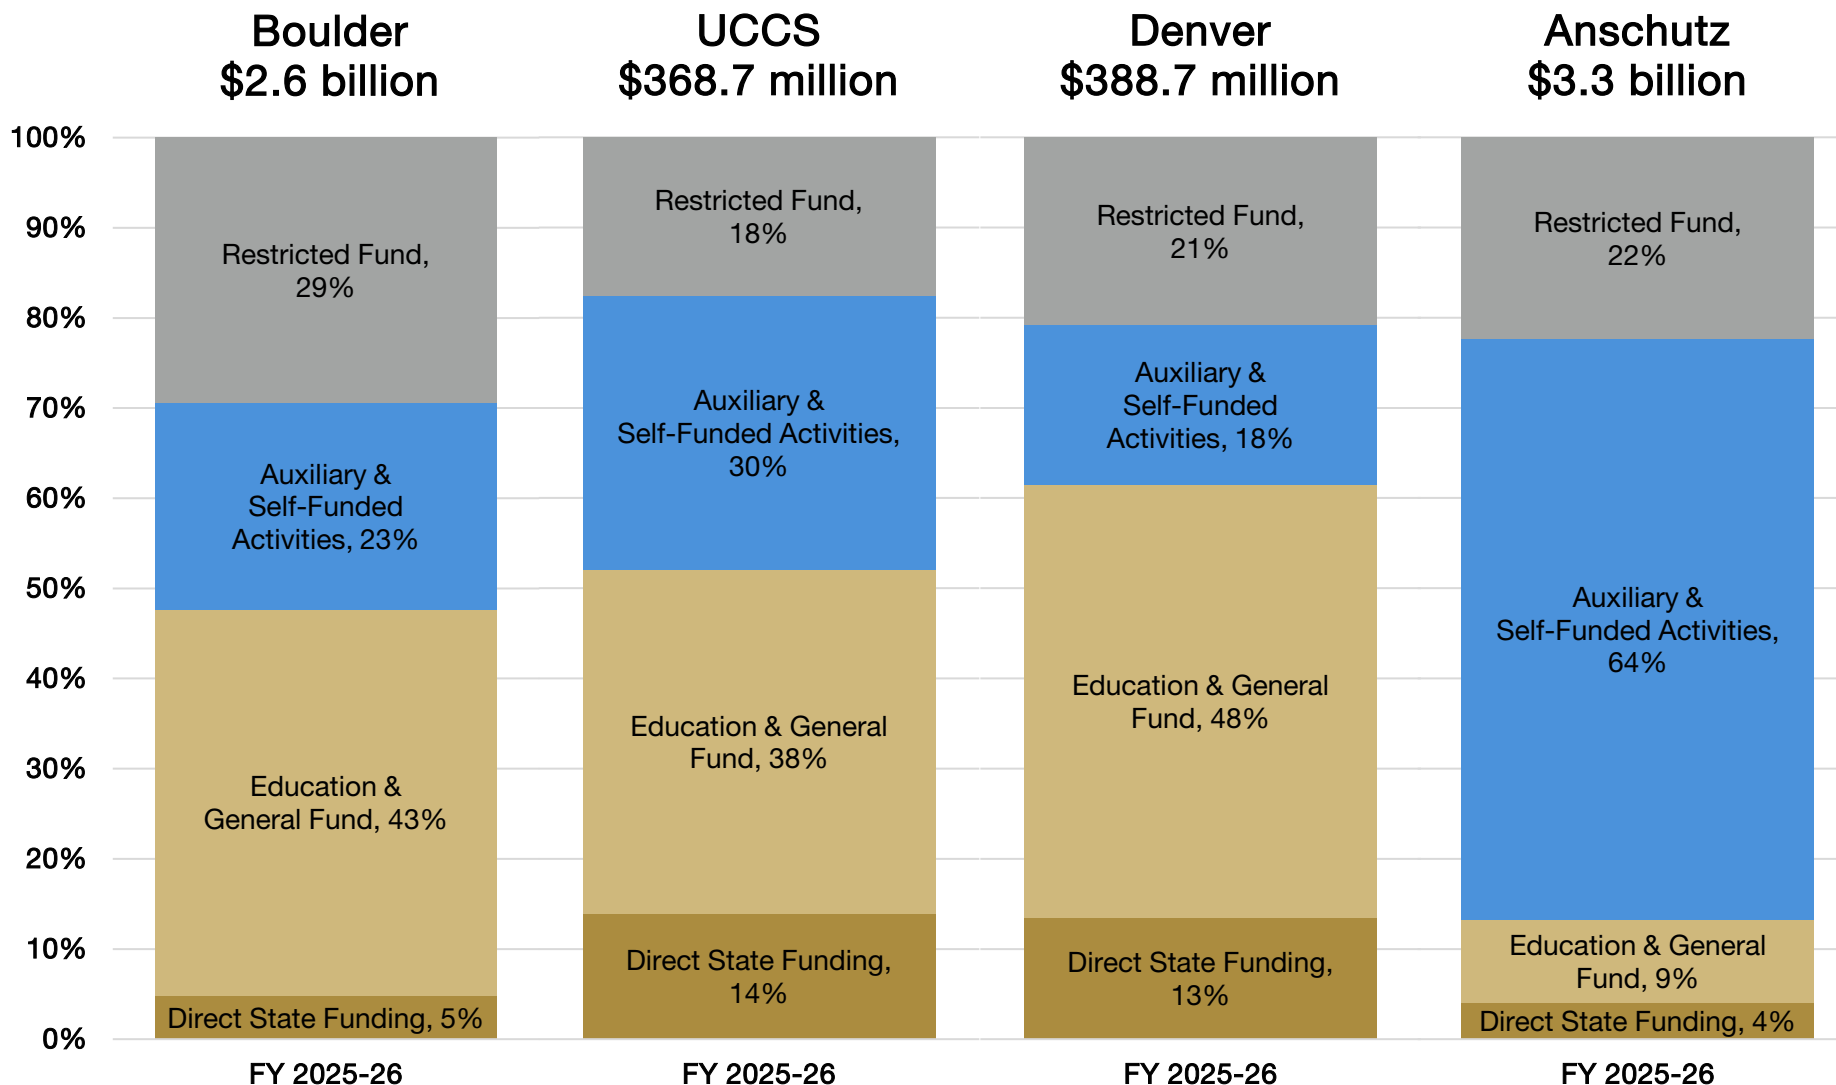 Boulder
$2.6 billion
UCCS
$368.7 million
Denver
$388.7 million
Anschutz
$3.3 billion
100%
90%
80%
70%
60%
50%
40%
30%
20%
10%
0%
Restricted Fund,
29%
Auxiliary &
Self-Funded
Activities, 23%
Education &
General Fund, 43%
Direct State Funding, 5%
FY 2025-26
Restricted Fund,
18%
Auxiliary &
Self-Funded Activities,
30%
Education & General
Fund, 38%
Direct State Funding,
14%
FY 2025-26
Restricted Fund,
21%
Auxiliary &
Self-Funded
Activities, 18%
Education & General
Fund, 48%
Direct State Funding,
13%
FY 2025-26
Restricted Fund,
22%
Auxiliary &
Self-Funded Activities,
64%
Education & General
Fund, 9%
Direct State Funding, 4%
FY 2025-26